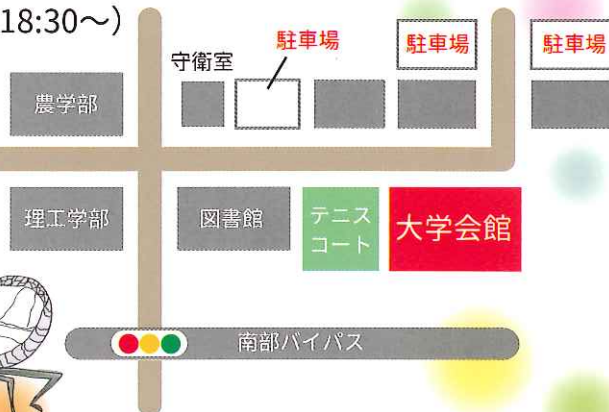 18:30～)
守衛室
駐車場
駐車場
駐車場
農学部
理工学部
図書館
テニス
コート
大学会館
南部バイパス